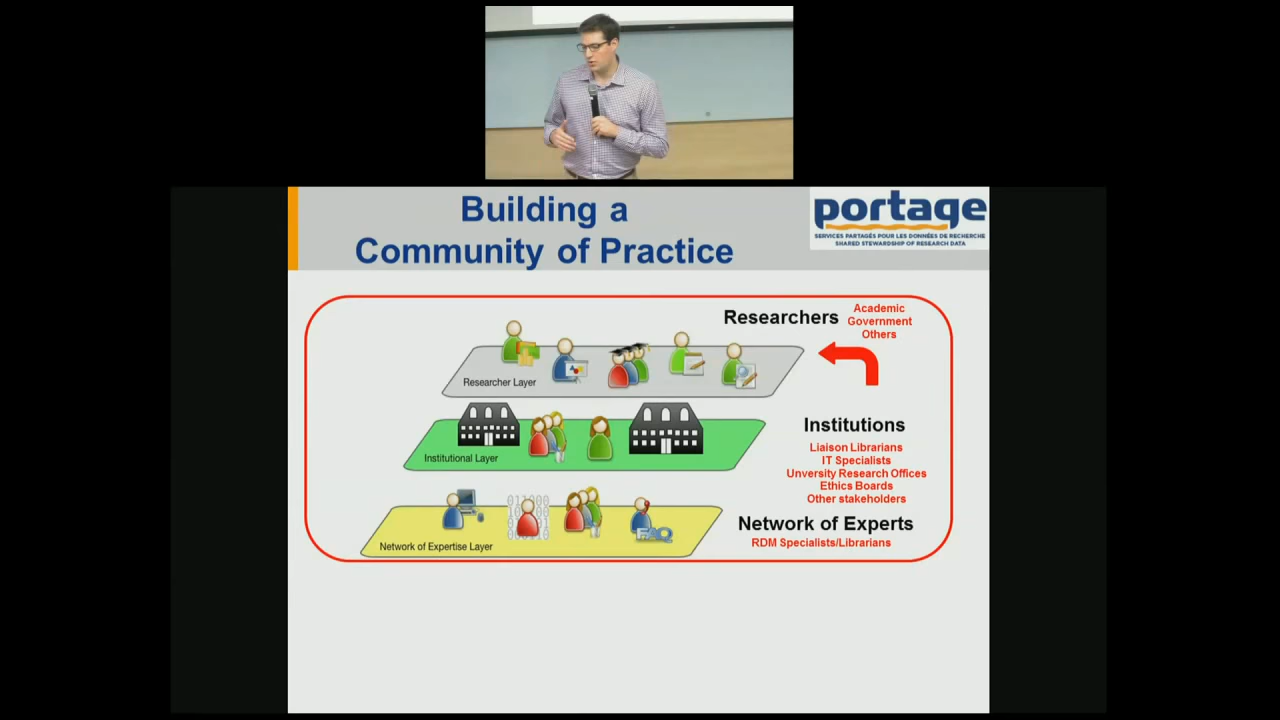 Building a
Community of Practice
portage
SERVICES PARTAGÉS POUR LES DONNÉES DE RECHERCHE
SHARED STEWARDSHIP OF RESEARCH DATA
Researchers
Academic
Government
Others
Researcher Layer
Institutions
Liaison Librarians
IT Specialists
Unversity Research Offices
Ethics Boards
Other stakeholders
Institutional Layer
Network of Experts
RDM Specialists/Librarians
011000
FAQ
Network of Expertise Layer